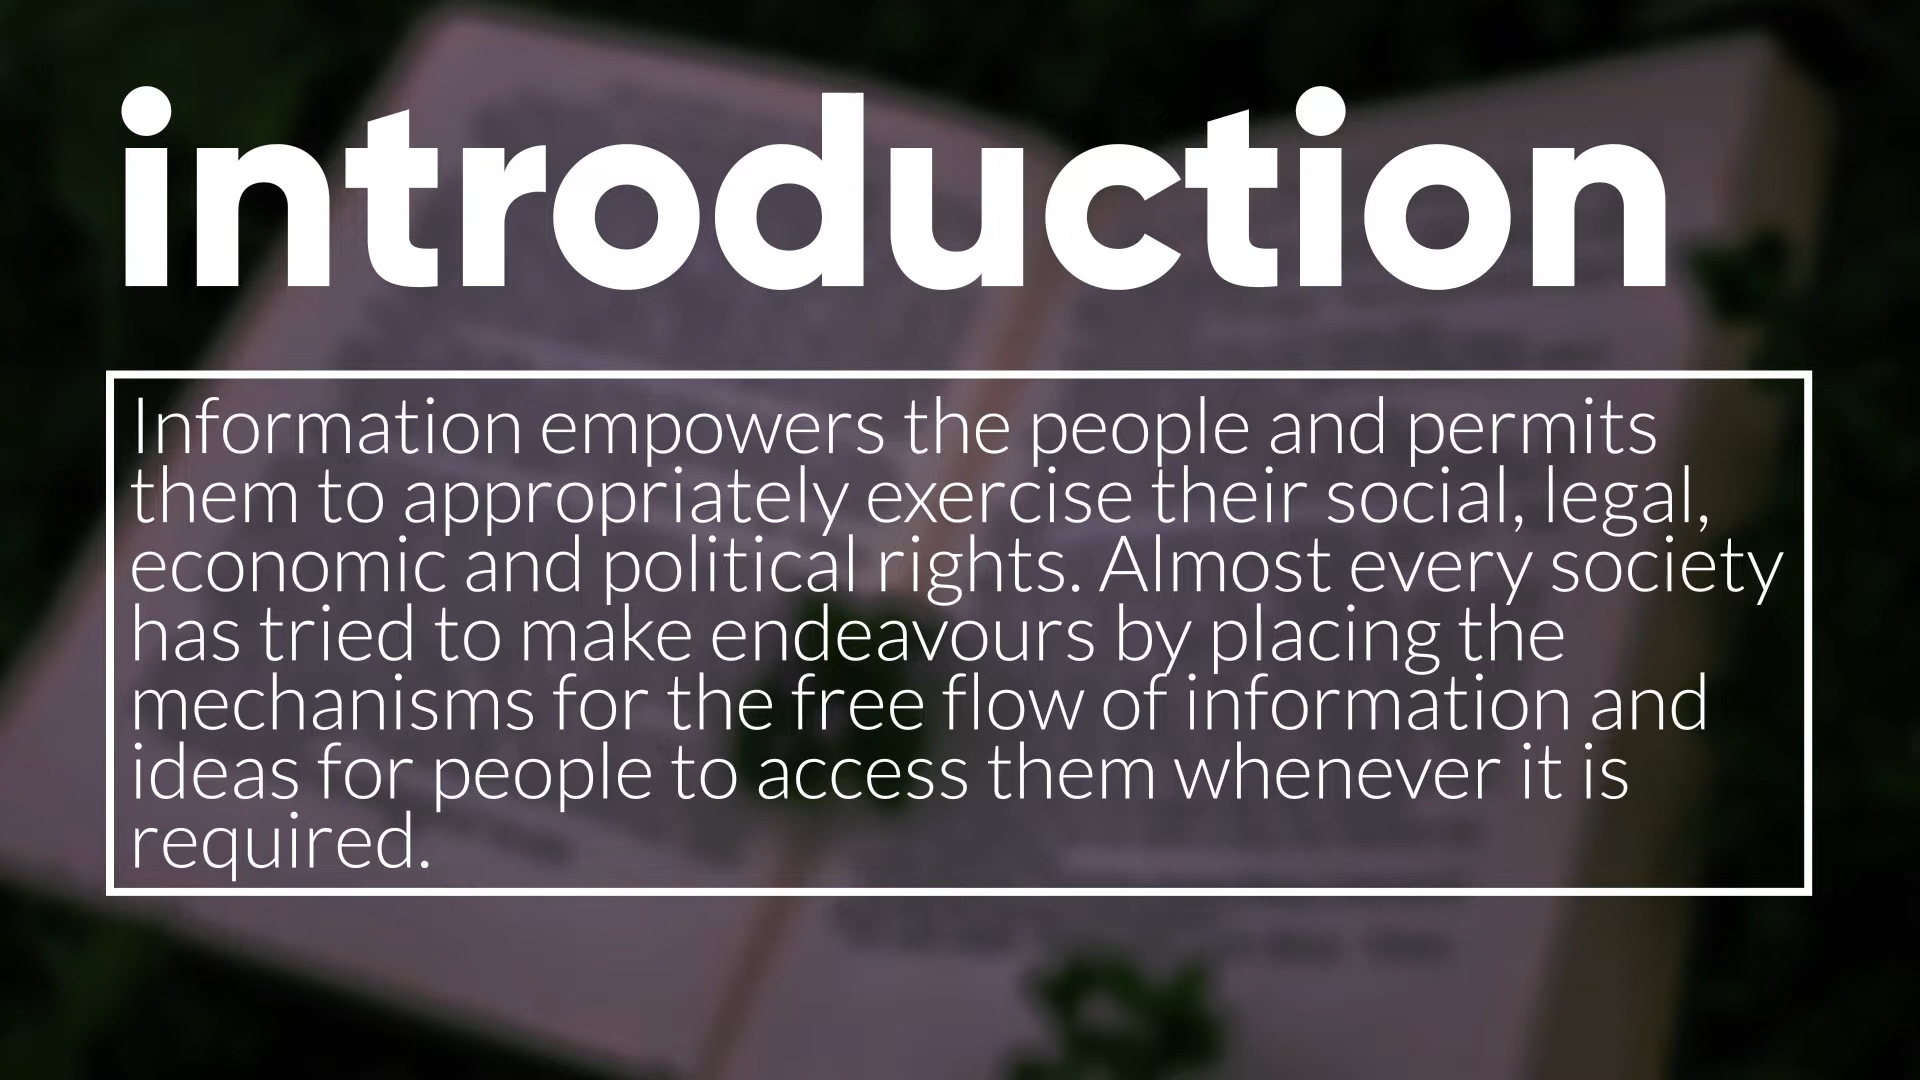 introduction
Information empowers the people and permits
them to appropriately exercise their social, legal,
economic and political rights. Almost every society
has tried to make endeavours by placing the
mechanisms for the free flow of information and
ideas for people to access them whenever it is
required.